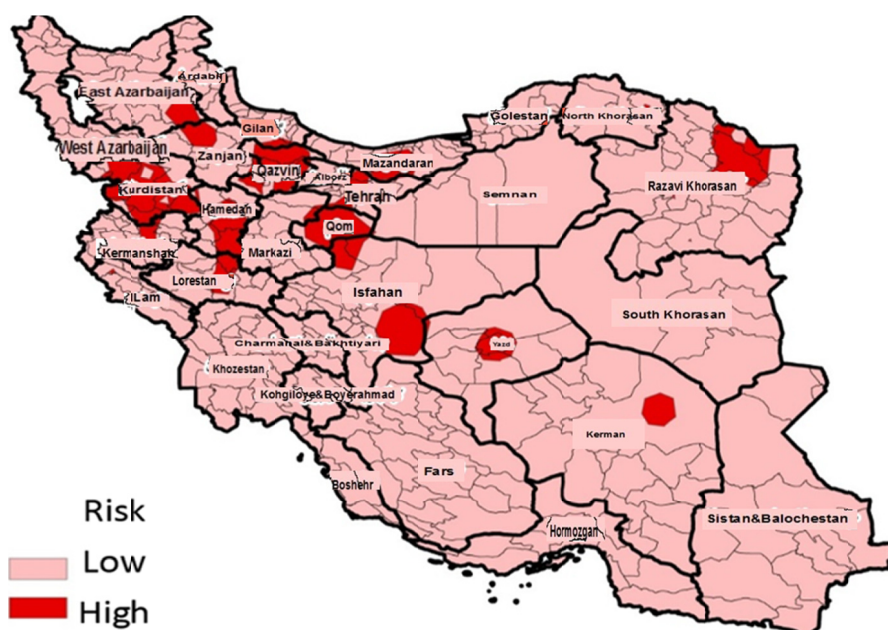 Ardabil
East Azarbaijan
Golestan
North Khorasan
Gilan
West Azarbaijan
Zanjan
Mazandaran
Qazvin
Alborz
Kurdistan
Razavi Khorasan
Semnan
Tehran
Hamedan
Qom
Kermanshah
Markazi
Lorestan
Isfahan
ILam
South Khorasan
Charmahal&Bakhtiyari
Yazd
Khozestan
Kohgiloye&Boyerahmad
Kerman
Fars
Boshehr
Risk
Sistan&Balochestan
Hormozgan
Low
High